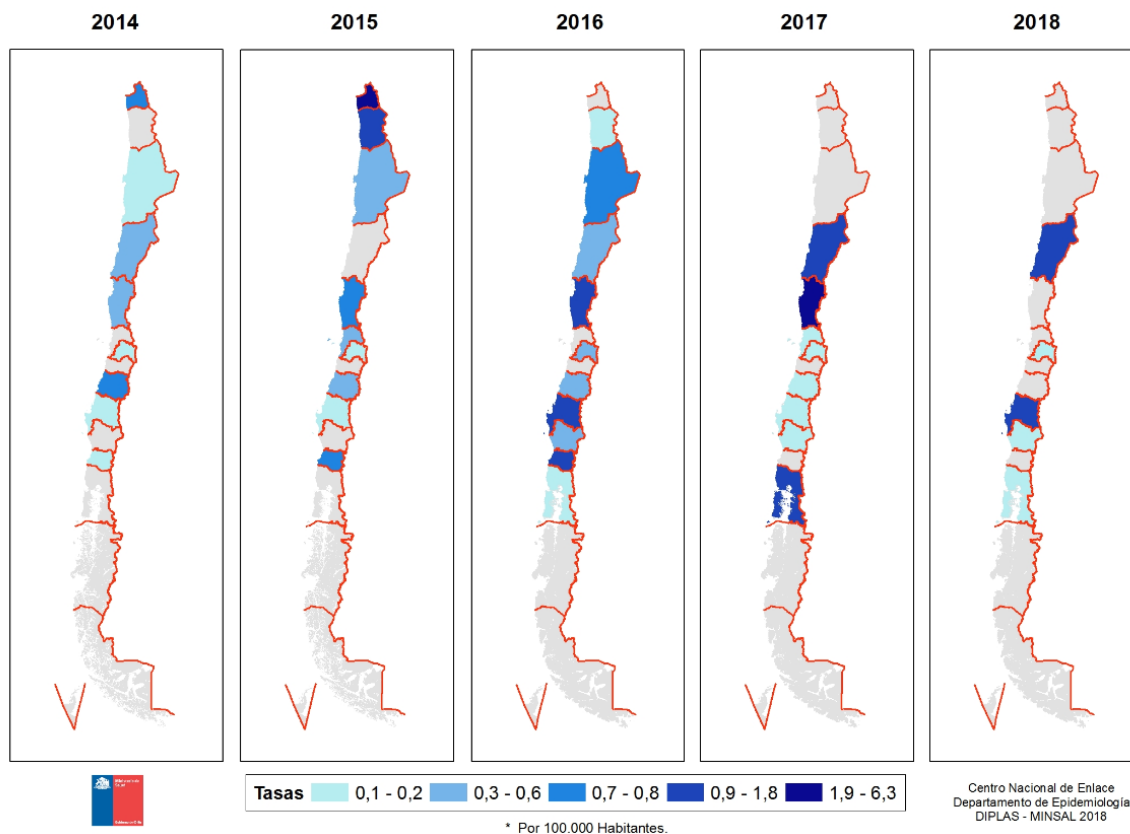 2014 2015 2016 2017 2018
Tasas 0,1 - 0,2 0,3 - 0,6 0,7 - 0,8 0,9 - 1,8 1,9 - 6,3
* Por 100.000 Habitantes.
Centro Nacional de Enlace
Departamento de Epidemiología
DIPLAS - MINSAL 2018